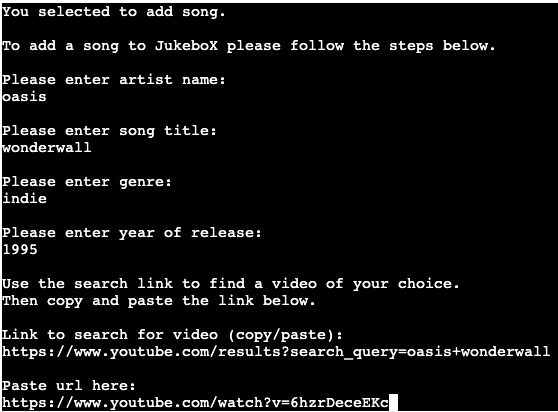 You selected to add song.
To add a song to JukeboX please follow the steps below.
Please enter artist name:
oasis
Please enter song title:
wonderwall
Please enter genre:
indie
Please enter year of release:
1995
Use the search link to find a video of your choice.
Then copy and paste the link below.
Link to search for video (copy/paste):
https://www.youtube.com/results?search_query=oasis+wonderwall
Paste url here:
https://www.youtube.com/watch?v=6hzrDeceEKc